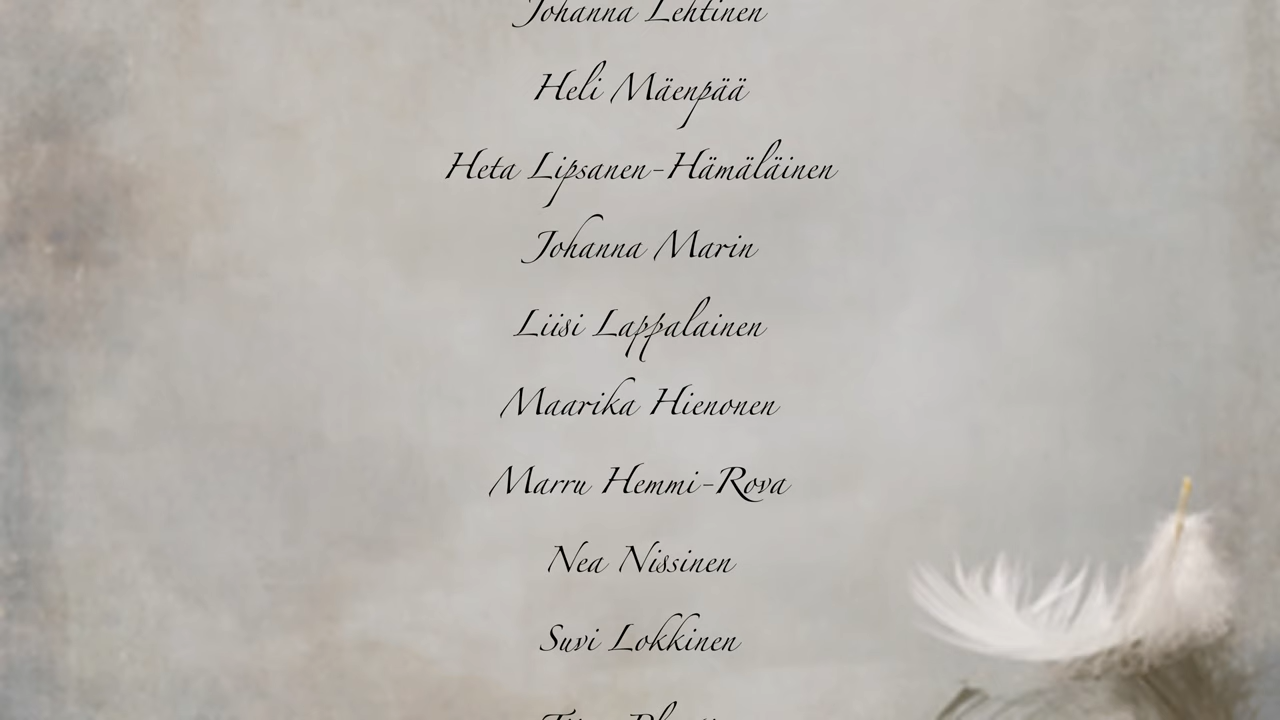 Johanna Lehtinen
Heli Mäenpää
Heta Lipsanen-Hämäläinen
Johanna Marin
Liisi Lappalainen
Maarika Hienonen
Marru Hemmi-Rova
Nea Nissinen
Suvi Lokkinen